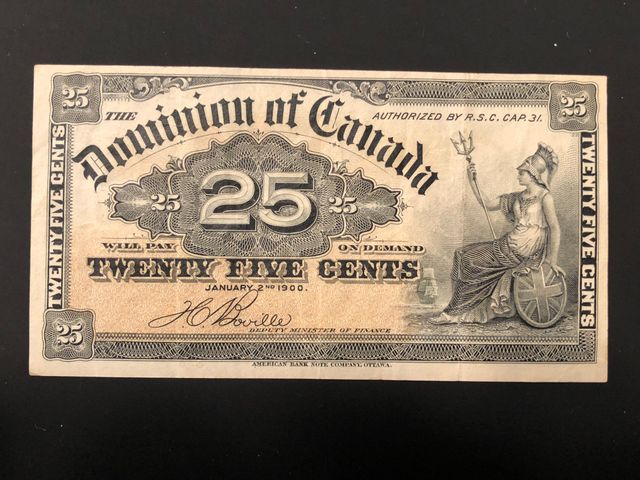 25
25
THE
Dominion of Canada
AUTHORIZED BY R.S.C. CAP. 31.
TWENTY FIVE CENTS
TWENTY FIVE CENTS
25
25
25
WILL PAY
ON DEMAND
TWENTY FIVE CENTS
JANUARY 2ND 1900.
J.C. Boville
DEPUTY MINISTER OF FINANCE
25
AMERICAN BANK NOTE COMPANY, OTTAWA.